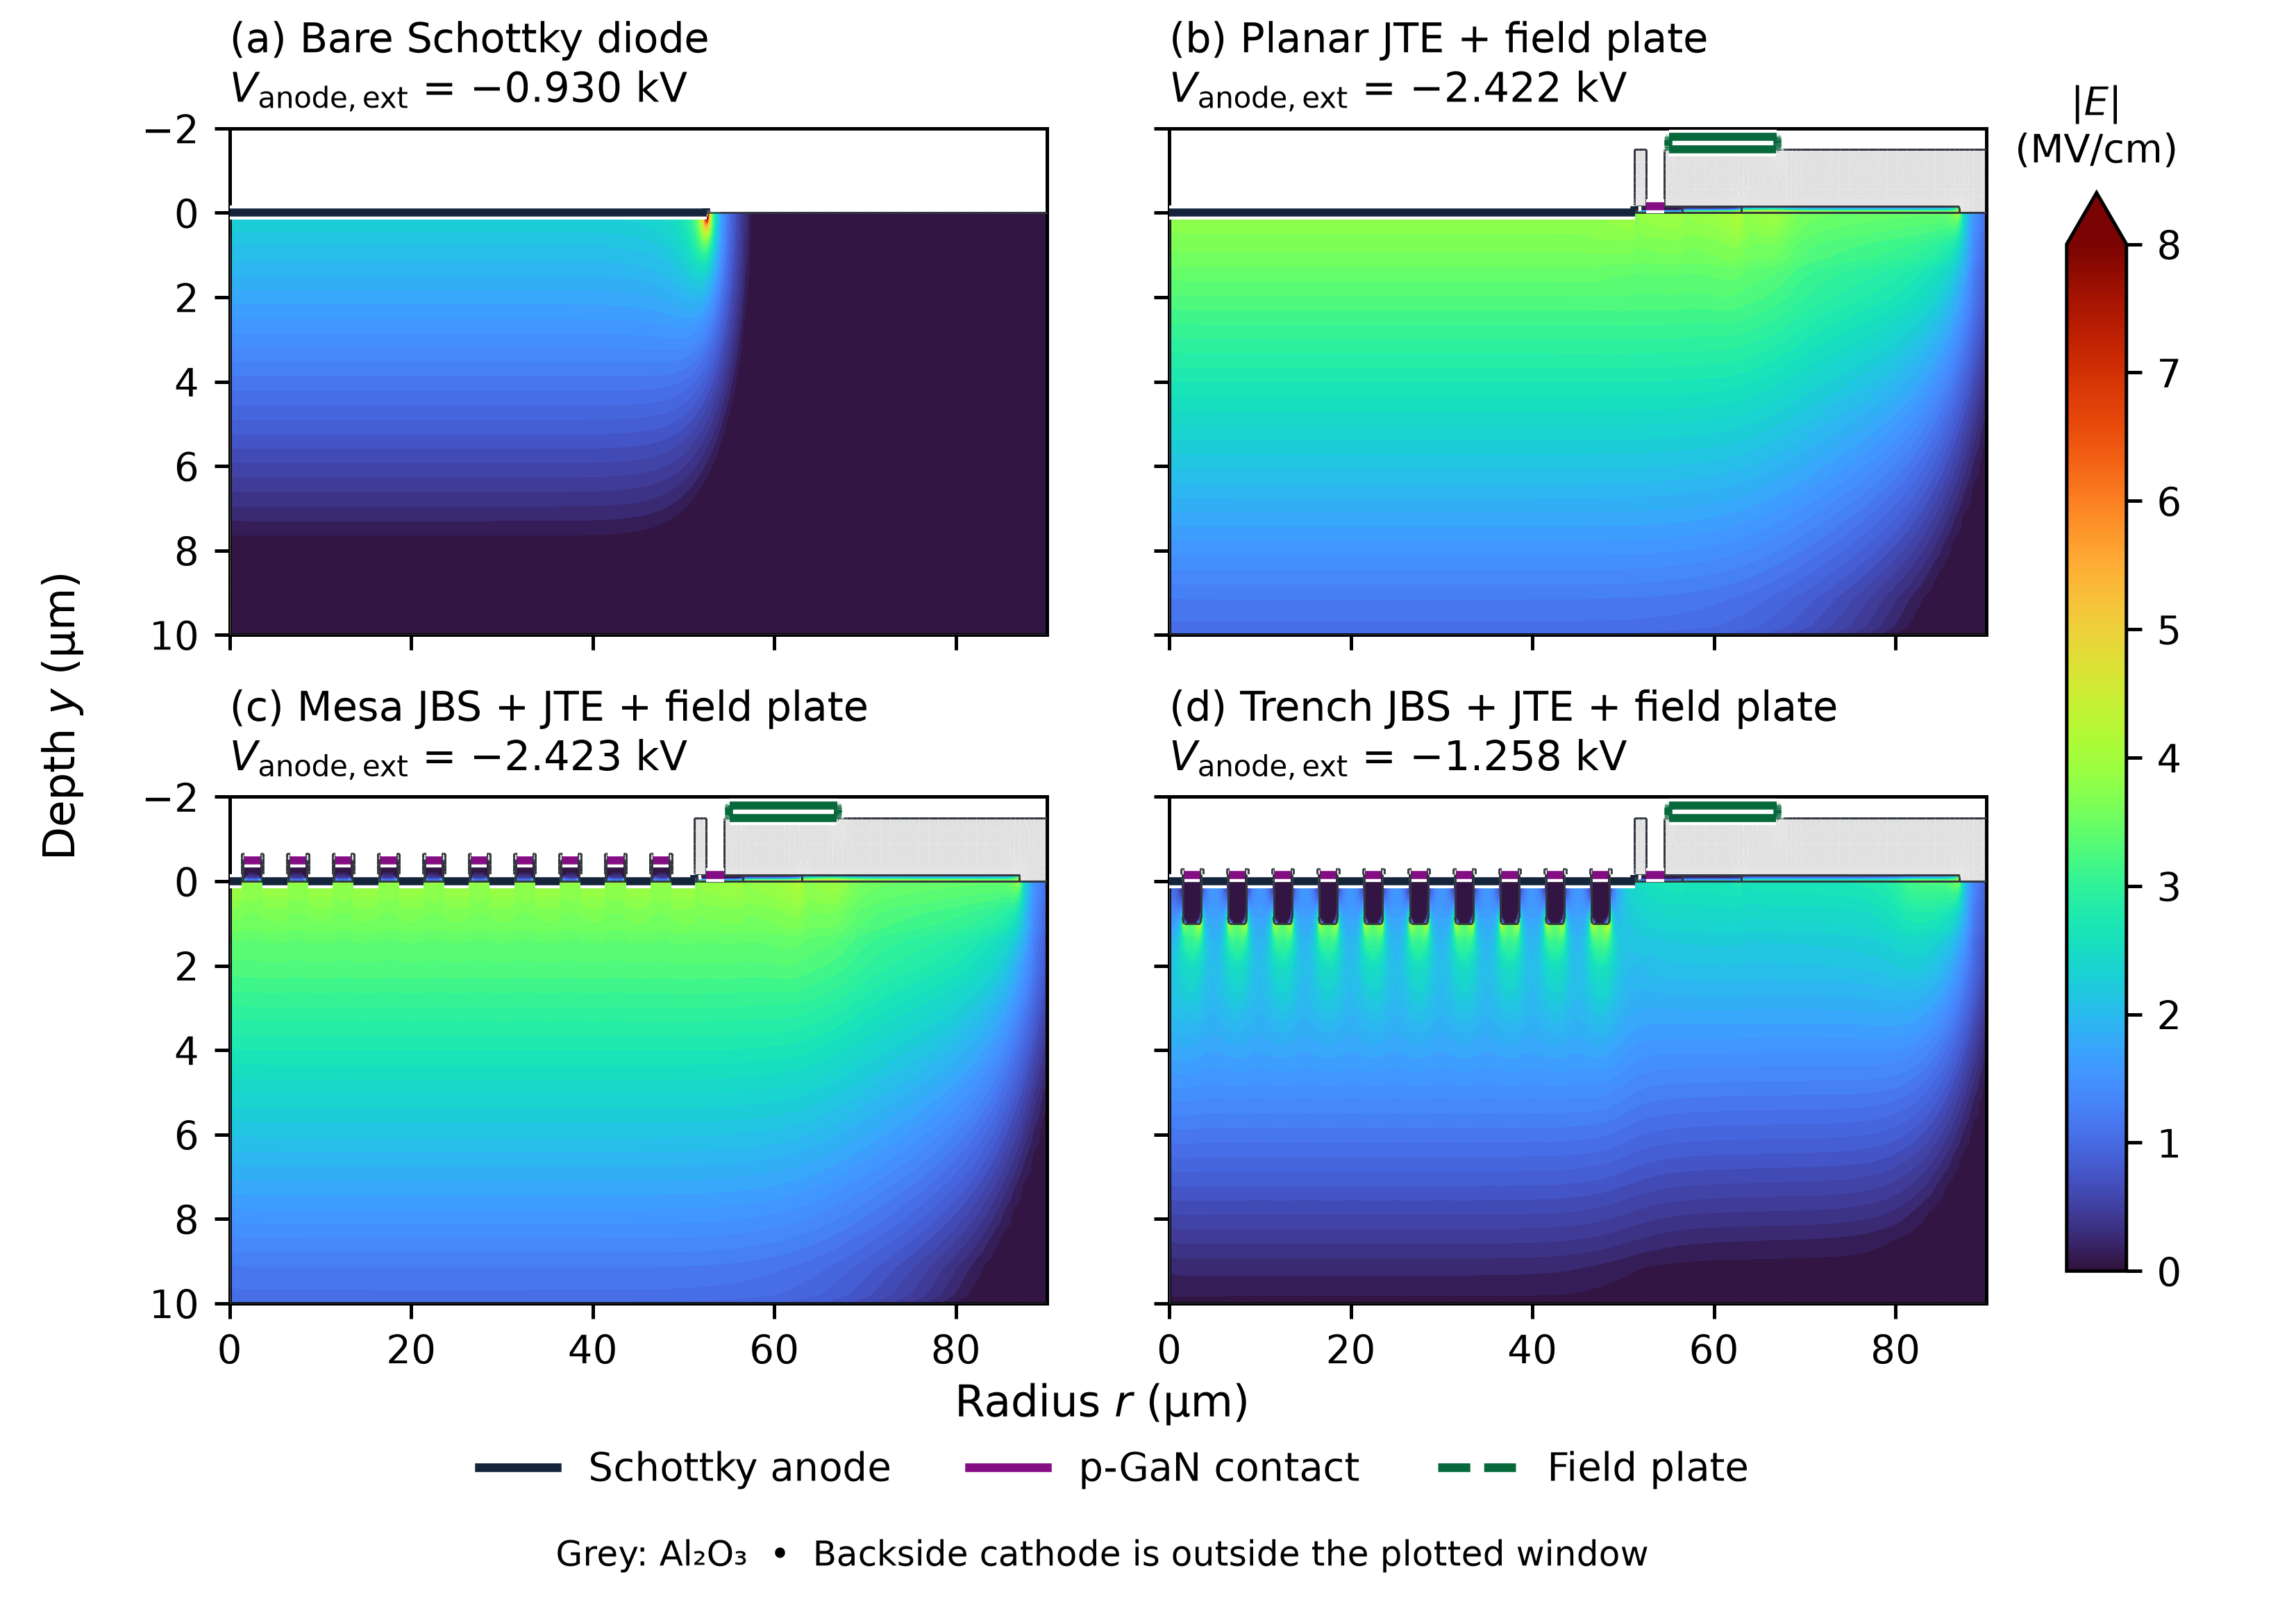 (a) Bare Schottky diode
V_anode, ext = −0.930 kV
(b) Planar JTE + field plate
V_anode, ext = −2.422 kV
|E|
(MV/cm)
−2
0
2
4
6
8
10
8
7
6
5
4
3
2
1
0
Depth y (μm)
(c) Mesa JBS + JTE + field plate
V_anode, ext = −2.423 kV
(d) Trench JBS + JTE + field plate
V_anode, ext = −1.258 kV
−2
0
2
4
6
8
10
0 20 40 60 80
0 20 40 60 80
Radius r (μm)
Schottky anode p-GaN contact Field plate
Grey: Al₂O₃ • Backside cathode is outside the plotted window